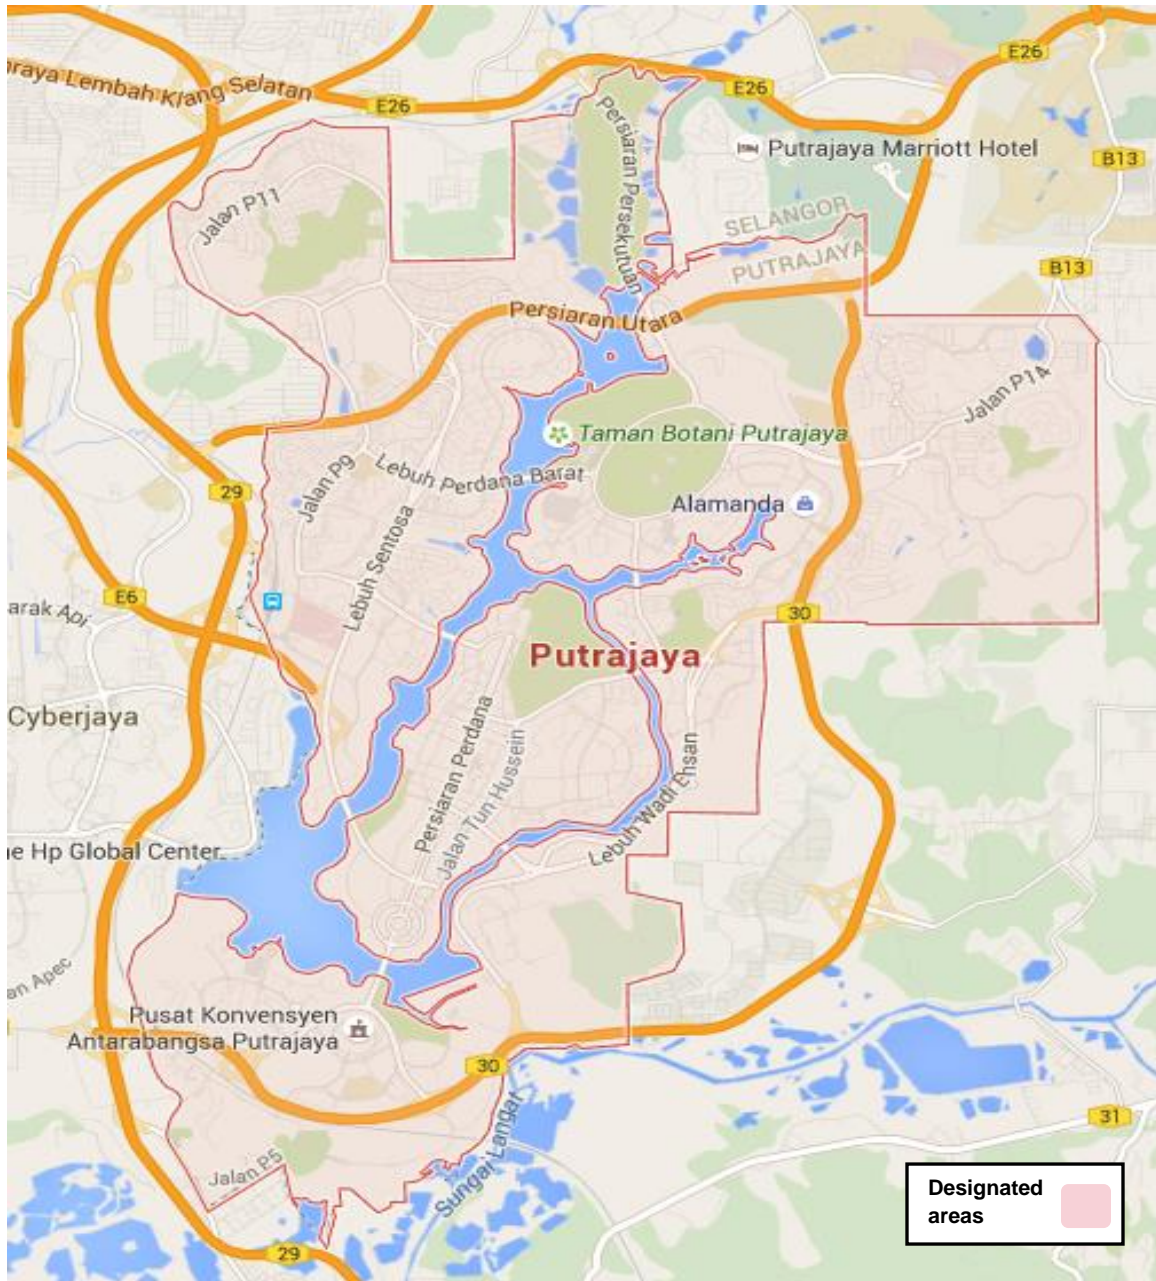 nraya Lembah Klang Selatan
E26
E26
E26
Persiaran Persekutuan
Putrajaya Marriott Hotel
B13
Jalan P11
SELANGOR
PUTRAJAYA
B13
Persiaran Utara
Jalan P14
Taman Botani Putrajaya
Jalan P9
Lebuh Perdana Barat
29
Alamanda
Lebuh Sentosa
E6
arak Api
30
Putrajaya
Cyberjaya
Persiaran Perdana
Jalan Tun Hussein
Lebuh Wadi Ehsan
ne Hp Global Center
an Apec
Pusat Konvensyen
Antarabangsa Putrajaya
30
31
Sungai Langat
Jalan P5
29
Designated
areas